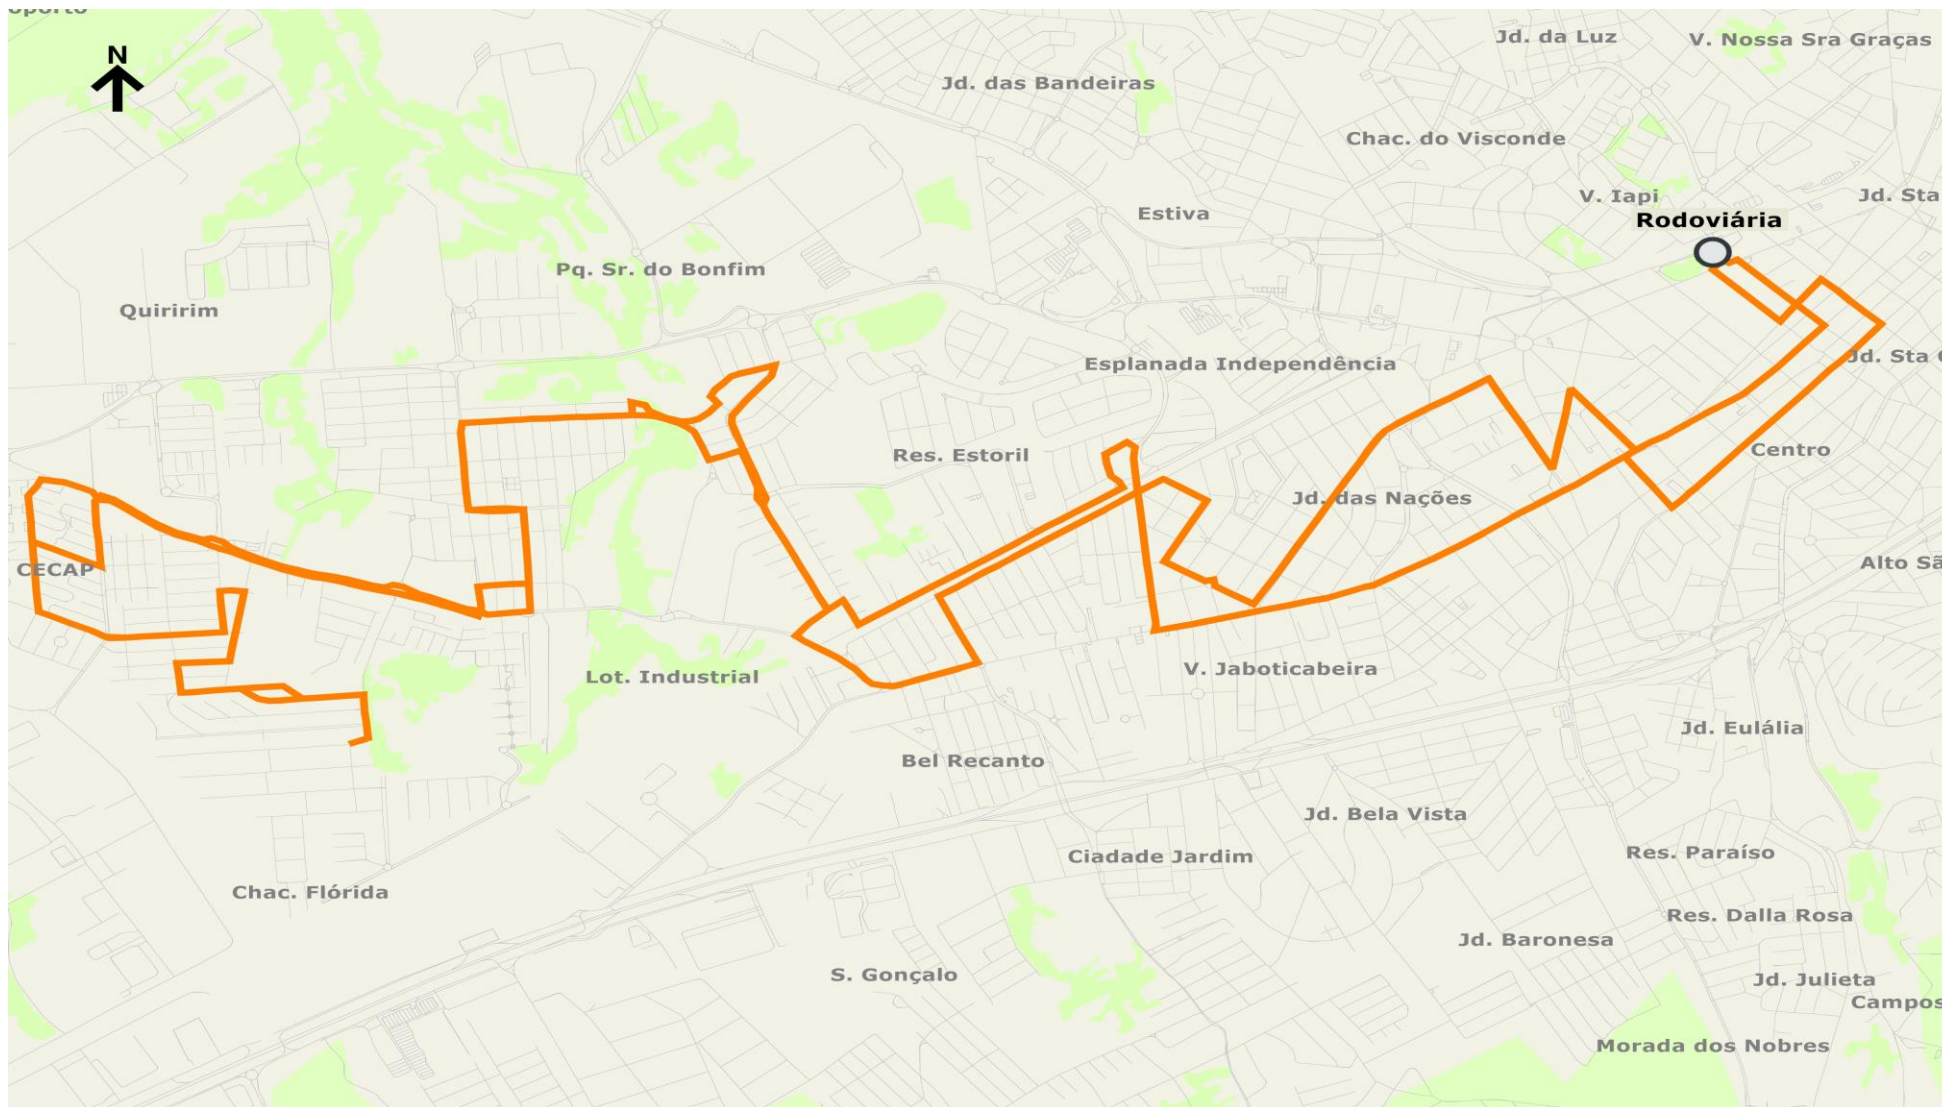 N
Jd. da Luz
V. Nossa Sra Graças
Jd. das Bandeiras
Chac. do Visconde
V. Iapi
Jd. Sta
Estiva
Rodoviária
Pq. Sr. do Bonfim
Quiririm
Esplanada Independência
Jd. Sta
Centro
Res. Estoril
Jd. das Nações
CECAP
Alto
Lot. Industrial
V. Jaboticabeira
Jd. Eulália
Bel Recanto
Jd. Bela Vista
Res. Paraíso
Ciadade Jardim
Chac. Flórida
Res. Dalla Rosa
Jd. Baronesa
S. Gonçalo
Jd. Julieta
Campos
Morada dos Nobres